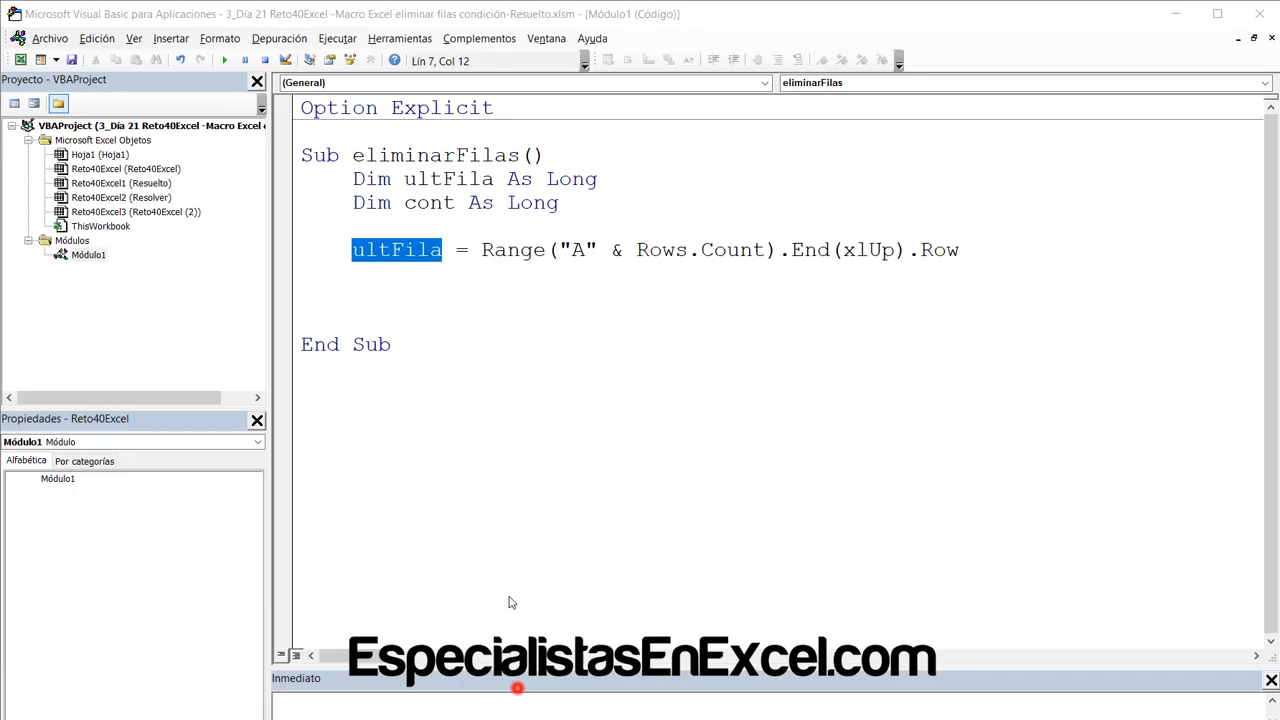 Microsoft Visual Basic para Aplicaciones - 3_Día 21 Reto40Excel -Macro Excel eliminar filas condición-Resuelto.xlsm - [Módulo1 (Código)]
Archivo Edición Ver Insertar Formato Depuración Ejecutar Herramientas Complementos Ventana Ayuda
Lín 7, Col 12
Proyecto - VBAProject
(General)
eliminarFilas
VBAProject (3_Día 21 Reto40Excel -Macro Excel e
Microsoft Excel Objetos
Hoja1 (Hoja1)
Reto40Excel (Reto40Excel)
Reto40Excel1 (Resuelto)
Reto40Excel2 (Resolver)
Reto40Excel3 (Reto40Excel (2))
ThisWorkbook
Módulos
Módulo1
Propiedades - Reto40Excel
Módulo1 Módulo
Alfabética Por categorías
Módulo1
Option Explicit
Sub eliminarFilas()
Dim ultFila As Long
Dim cont As Long
ultFila = Range("A" & Rows.Count).End(xlUp).Row
End Sub
EspecialistasEnExcel.com
Inmediato